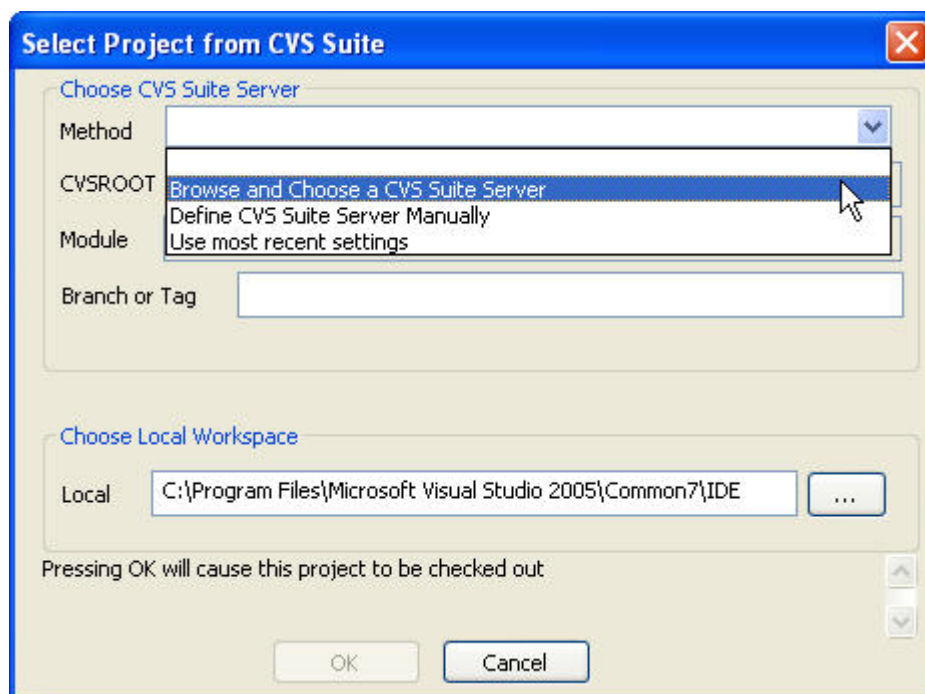 Select Project from CVS Suite
Choose CVS Suite Server
Method
CVSROOT
Browse and Choose a CVS Suite Server
Define CVS Suite Server Manually
Module
Use most recent settings
Branch or Tag
Choose Local Workspace
Local C:\Program Files\Microsoft Visual Studio 2005\Common7\IDE ...
Pressing OK will cause this project to be checked out
OK Cancel